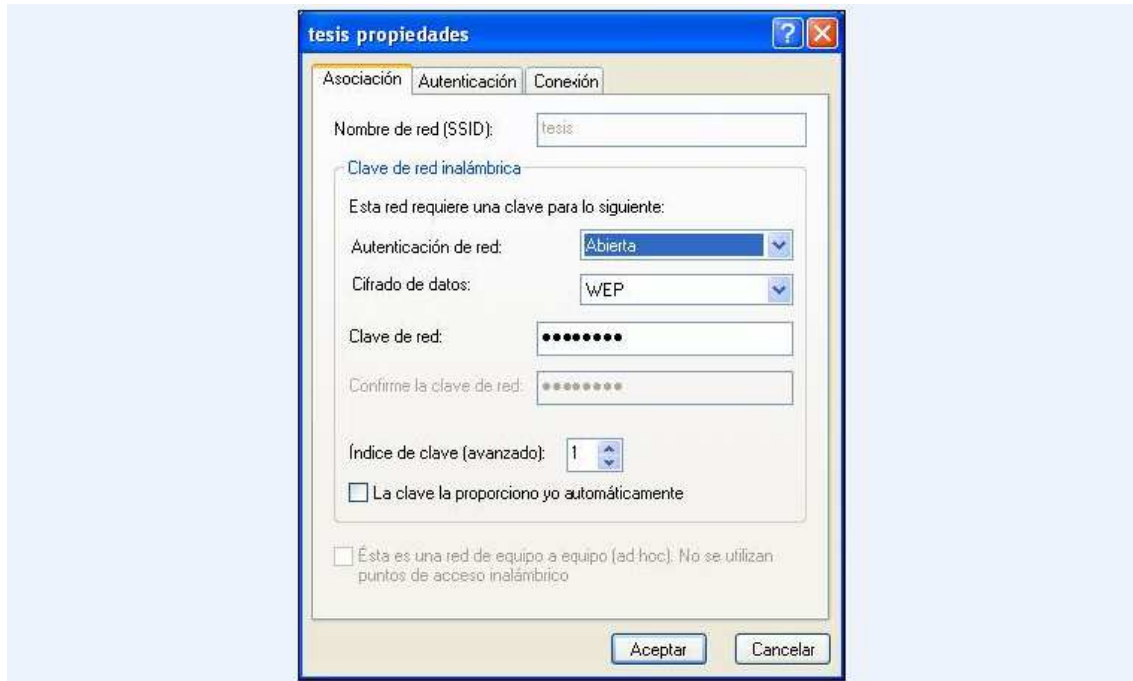 tesis propiedades
Asociación Autenticación Conexión
Nombre de red (SSID): tesis
Clave de red inalámbrica
Esta red requiere una clave para lo siguiente:
Autenticación de red: Abierta
Cifrado de datos: WEP
Clave de red: ••••••••
Confirme la clave de red: ••••••••
Índice de clave (avanzado): 1
La clave la proporciono yo automáticamente
Ésta es una red de equipo a equipo (ad hoc). No se utilizan
puntos de acceso inalámbrico
Aceptar Cancelar